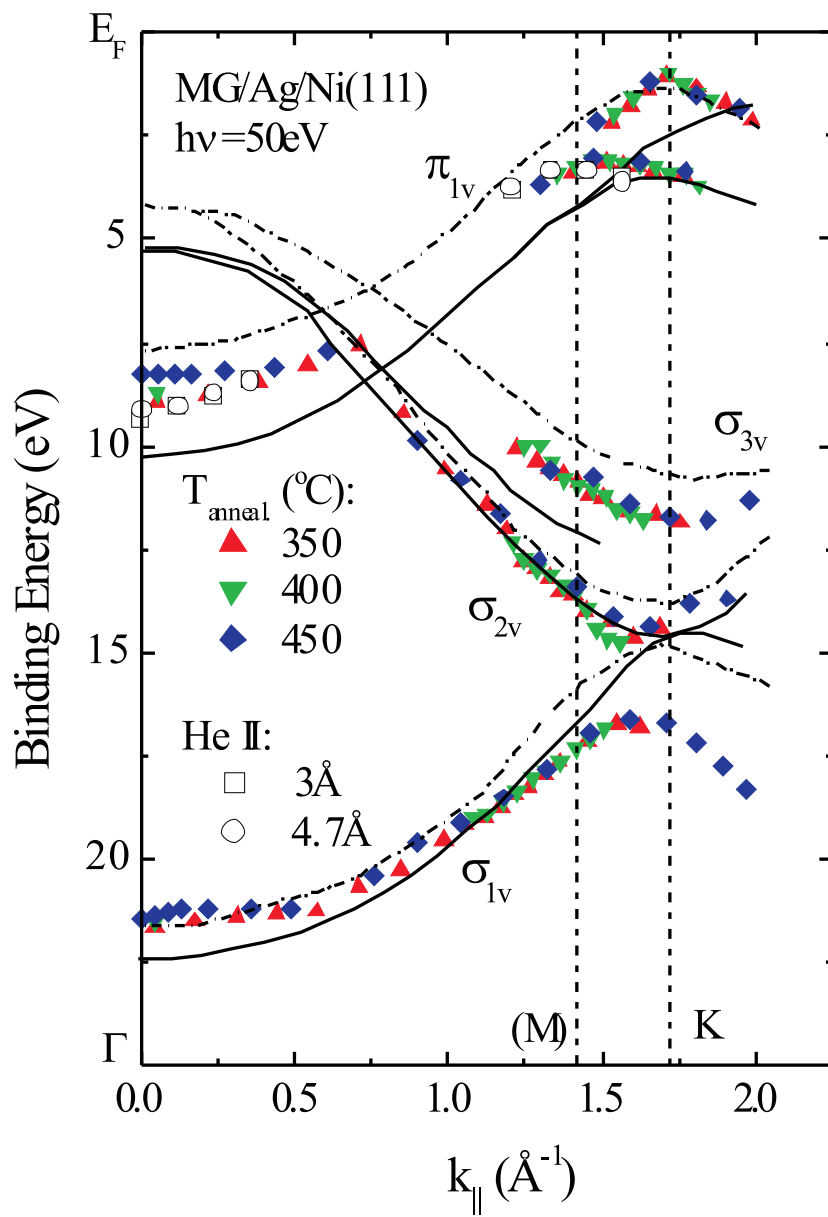 E_F
MG/Ag/Ni(111)
hν=50eV
π_1v
5
10
σ_3v
T_anneal. (°C):
350
400
σ_2v
450
15
He II:
3Å
4.7Å
20
σ_1v
Γ
(M)
K
0.0 0.5 1.0 1.5 2.0
k_|| (Å⁻¹)
Binding Energy (eV)